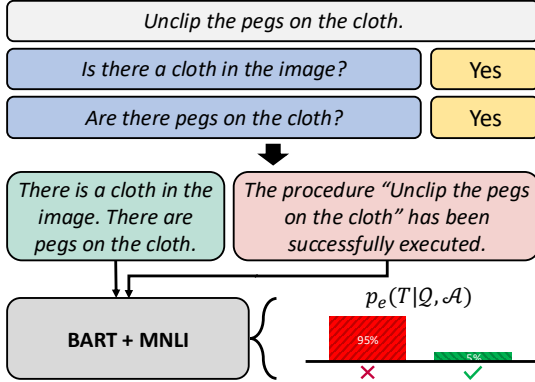 Unclip the pegs on the cloth.
Is there a cloth in the image? Yes
Are there pegs on the cloth? Yes
There is a cloth in the
image. There are
pegs on the cloth.
The procedure “Unclip the pegs
on the cloth” has been
successfully executed.
BART + MNLI
𝑝ₑ(𝑇|𝒬, 𝒜)
95%
5%